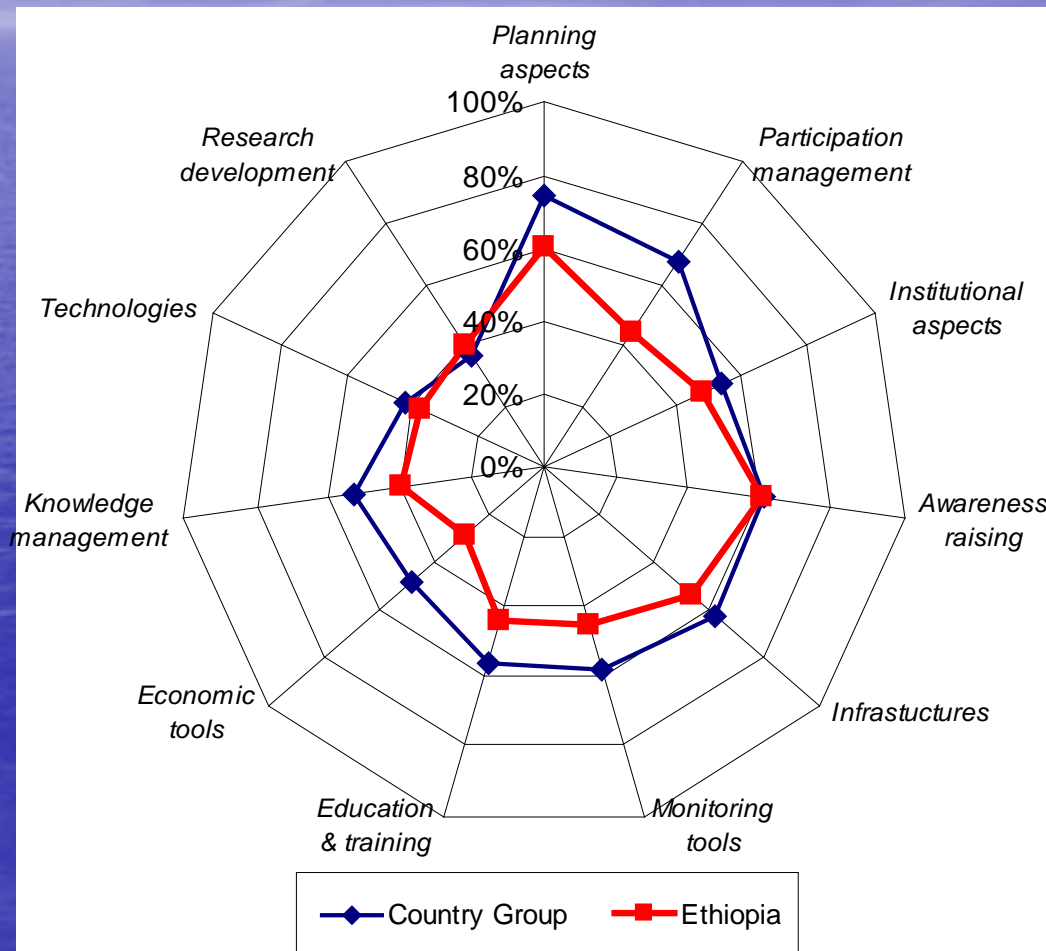 Planning
aspects
100%
Research
development
Participation
management
80%
60%
Institutional
aspects
Technologies
40%
20%
0%
Knowledge
management
Awareness
raising
Economic
tools
Infrastuctures
Education
& training
Monitoring
tools
Country Group
Ethiopia